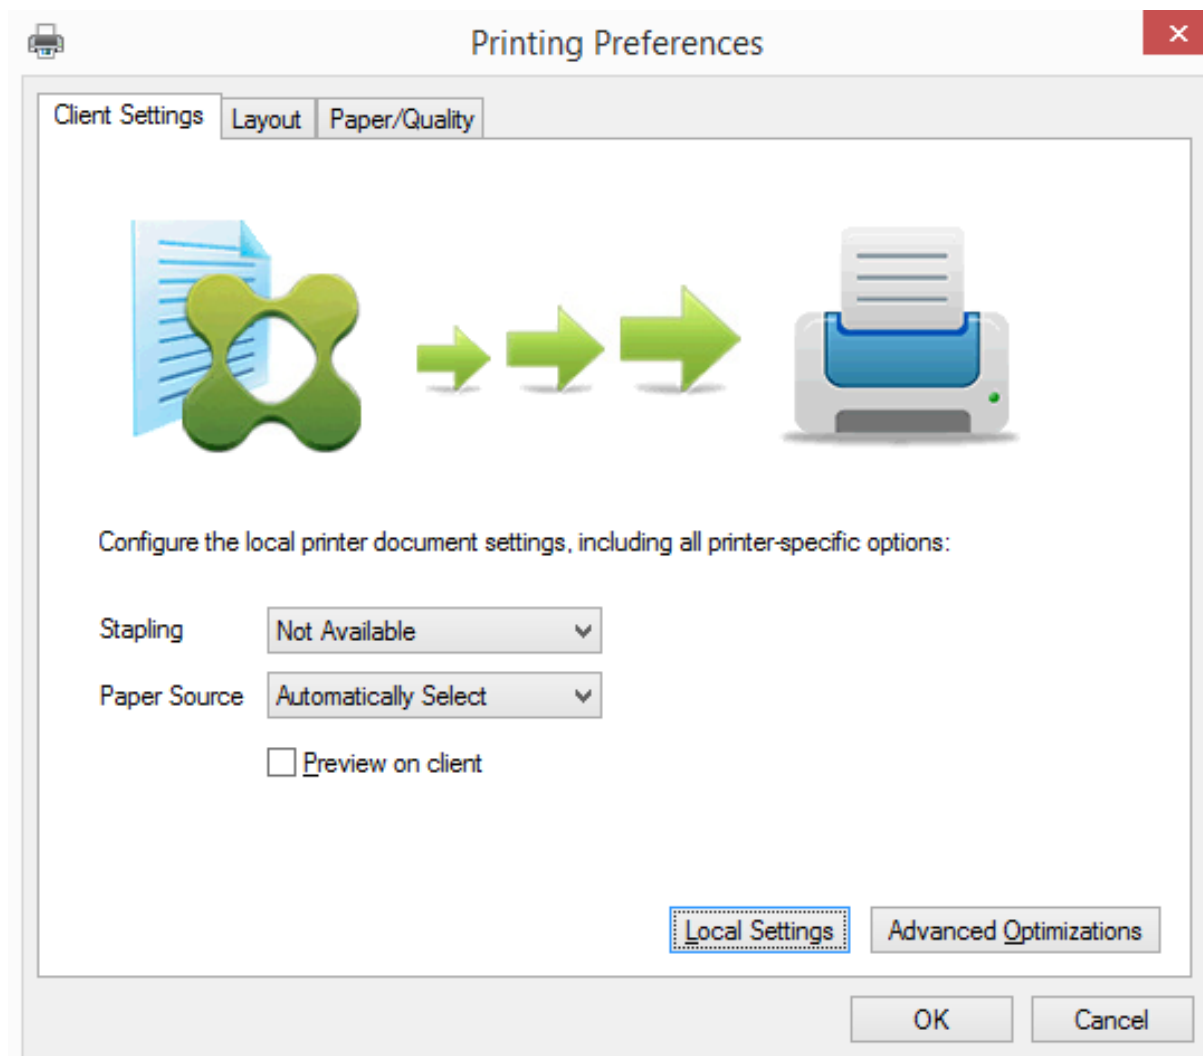 Printing Preferences
Client Settings
Layout
Paper/Quality
Configure the local printer document settings, including all printer-specific options:
Stapling
Not Available
Paper Source
Automatically Select
Preview on client
Local Settings
Advanced Optimizations
OK
Cancel